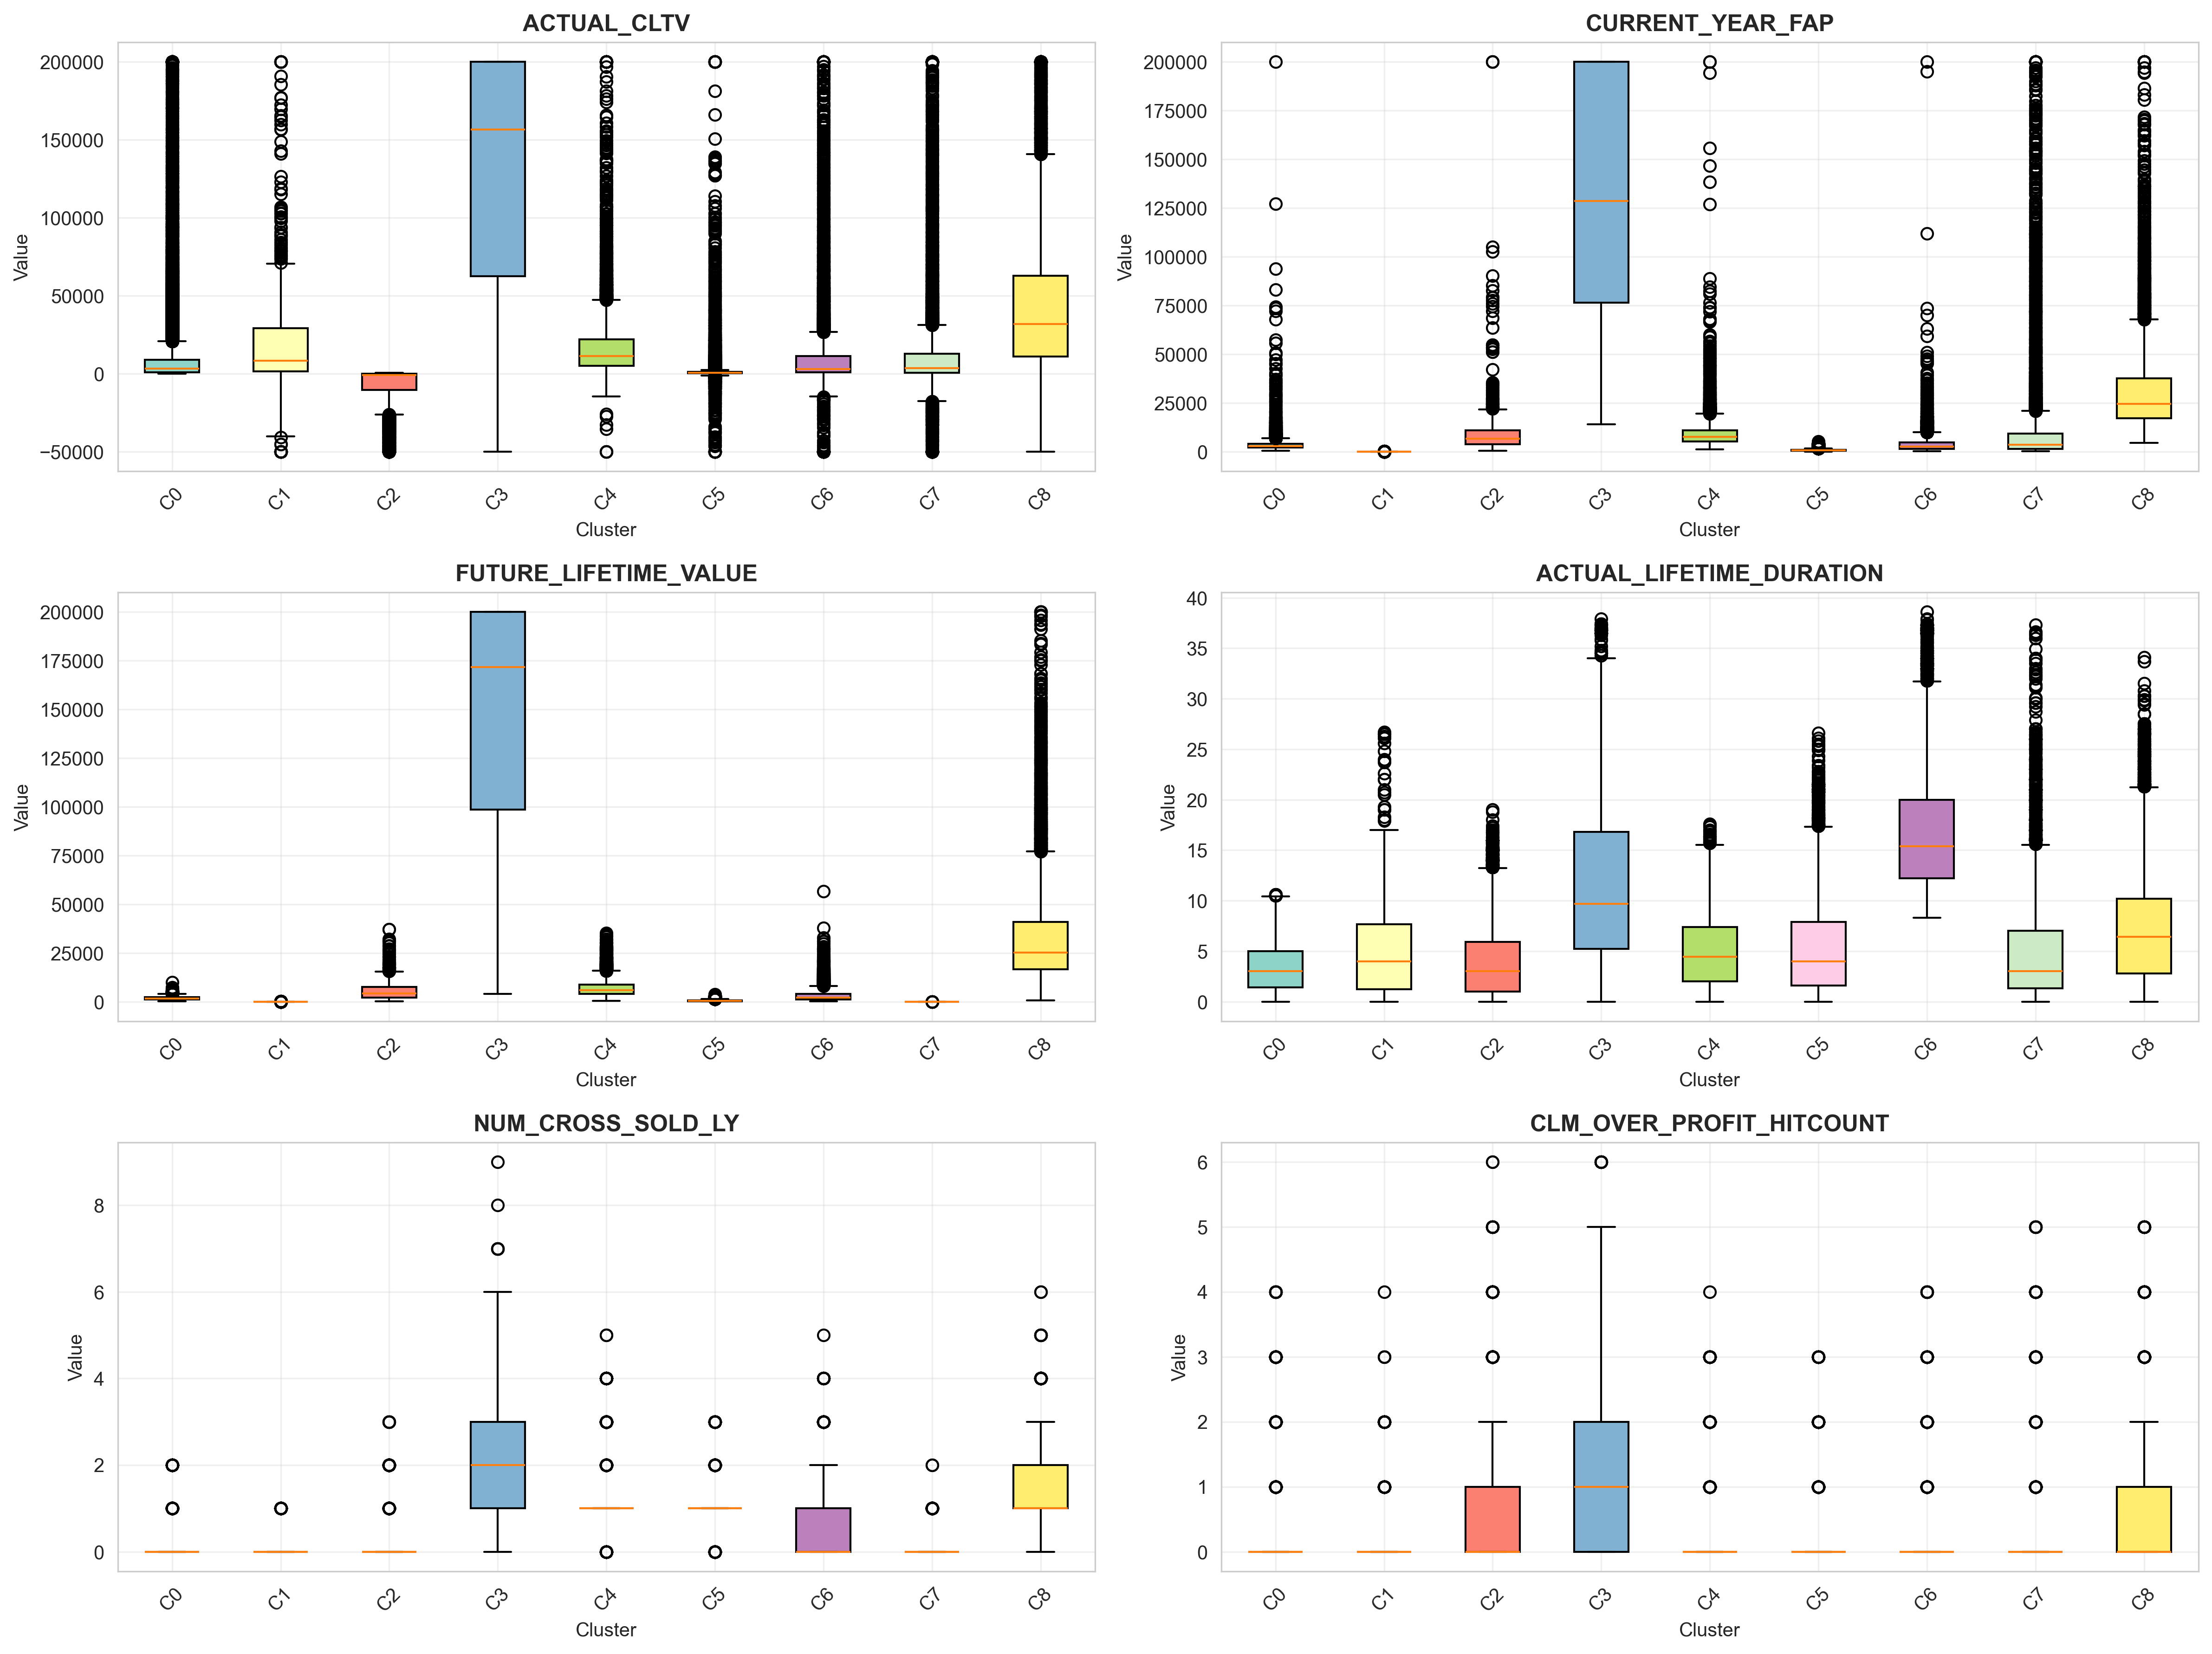 ACTUAL_CLTV
Value
200000
150000
100000
50000
0
−50000
C0 C1 C2 C3 C4 C5 C6 C7 C8
Cluster
CURRENT_YEAR_FAP
Value
200000
175000
150000
125000
100000
75000
50000
25000
0
C0 C1 C2 C3 C4 C5 C6 C7 C8
Cluster
FUTURE_LIFETIME_VALUE
Value
200000
175000
150000
125000
100000
75000
50000
25000
0
C0 C1 C2 C3 C4 C5 C6 C7 C8
Cluster
ACTUAL_LIFETIME_DURATION
Value
40
35
30
25
20
15
10
5
0
C0 C1 C2 C3 C4 C5 C6 C7 C8
Cluster
NUM_CROSS_SOLD_LY
Value
8
6
4
2
0
C0 C1 C2 C3 C4 C5 C6 C7 C8
Cluster
CLM_OVER_PROFIT_HITCOUNT
Value
6
5
4
3
2
1
0
C0 C1 C2 C3 C4 C5 C6 C7 C8
Cluster